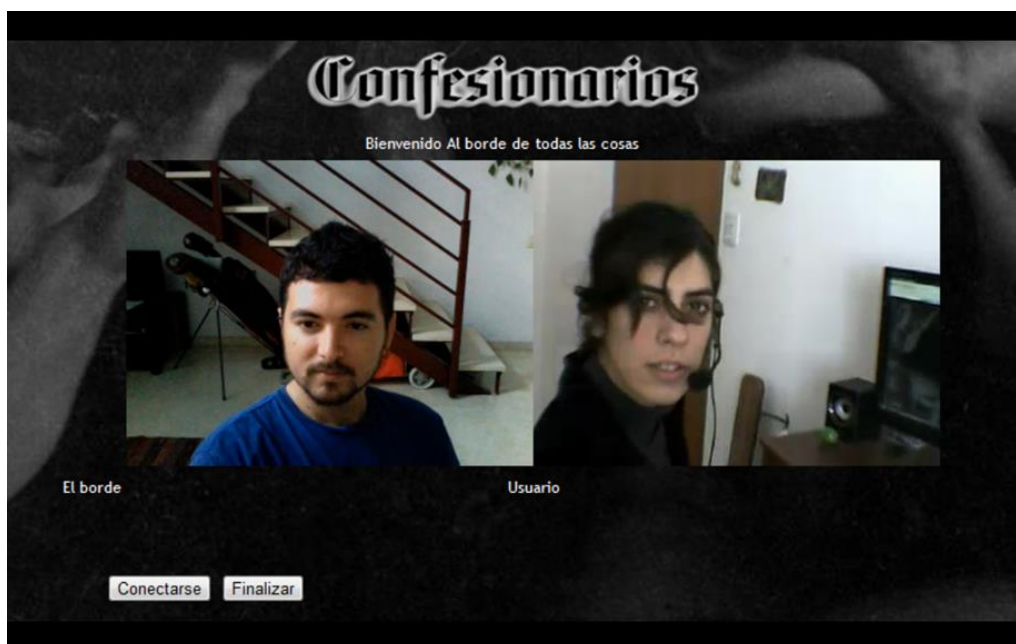 Confesionarios
Bienvenido Al borde de todas las cosas
El borde
Usuario
Conectarse
Finalizar